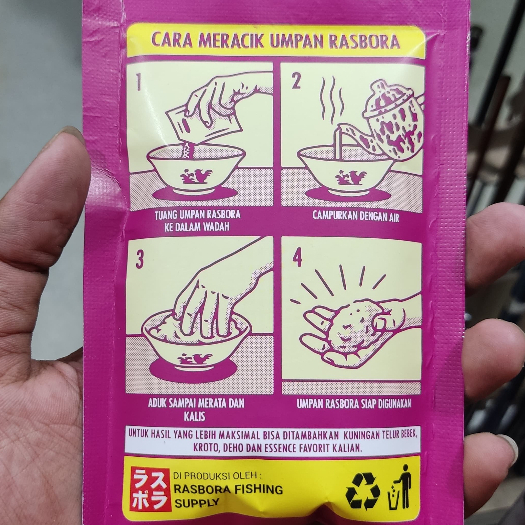 CARA MERACIK UMPAN RASBORA
1
2
TUANG UMPAN RASBORA
KE DALAM WADAH
CAMPURKAN DENGAN AIR
3
4
ADUK SAMPAI MERATA DAN
KALIS
UMPAN RASBORA SIAP DIGUNAKAN
UNTUK HASIL YANG LEBIH MAKSIMAL BISA DITAMBAHKAN KUNINGAN TELUR BEBEK,
KROTO, DEHO DAN ESSENCE FAVORIT KALIAN.
ラス
ボラ
DI PRODUKSI OLEH :
RASBORA FISHING
SUPPLY